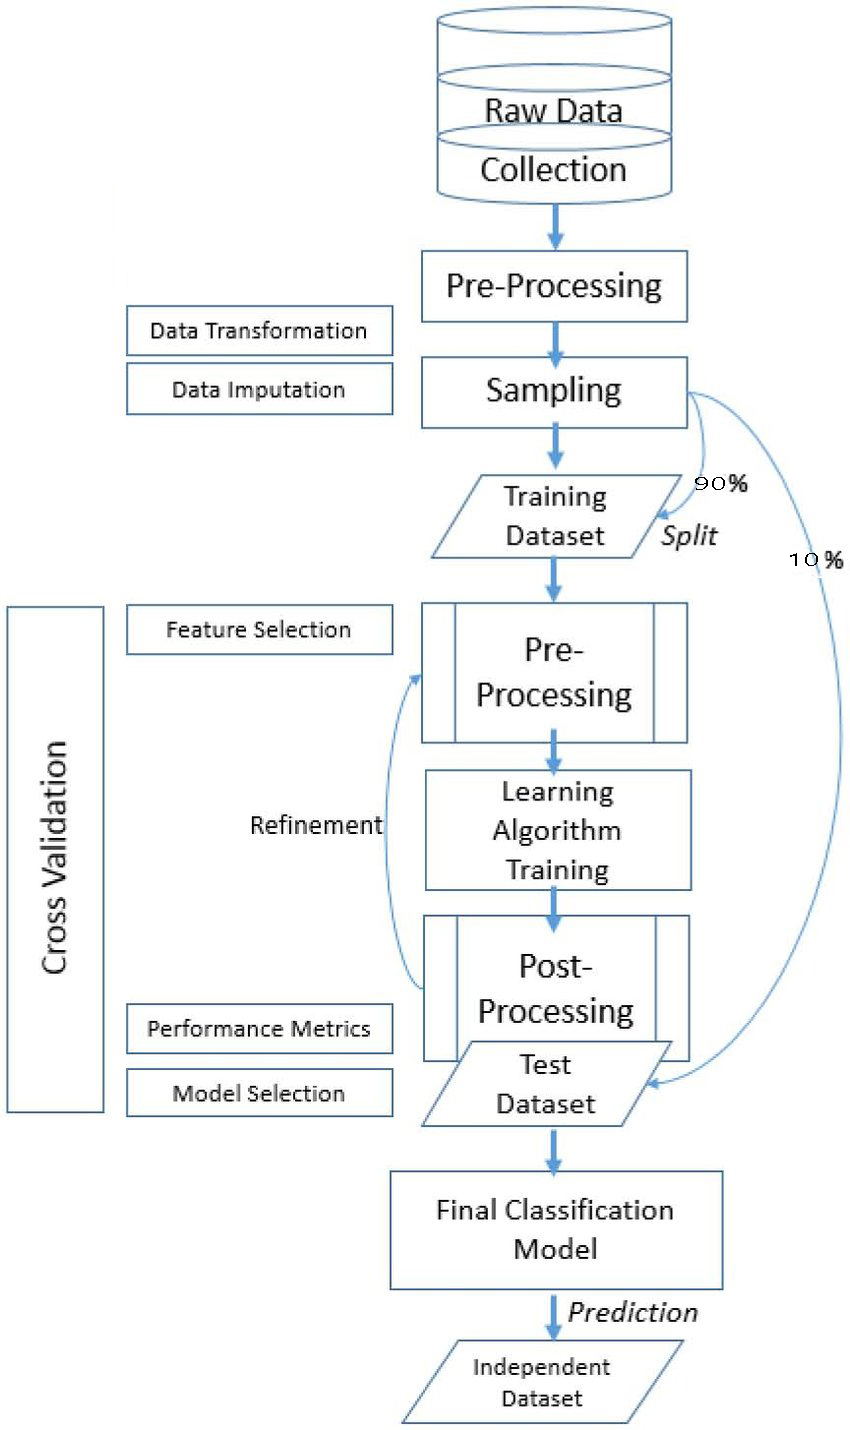 Raw Data
Collection
Pre-Processing
Data Transformation
Data Imputation
Sampling
90%
Training
Dataset
Split
10%
Feature Selection
Pre-
Processing
Cross Validation
Learning
Algorithm
Training
Refinement
Post-
Processing
Performance Metrics
Model Selection
Test
Dataset
Final Classification
Model
Prediction
Independent
Dataset